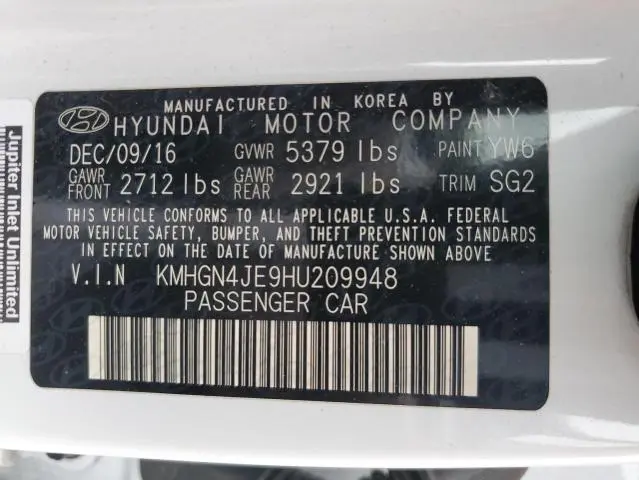 MANUFACTURED IN KOREA BY
HYUNDAI MOTOR COMPANY
DEC/09/16 GVWR 5379 lbs PAINT YW6
GAWR FRONT 2712 lbs GAWR REAR 2921 lbs TRIM SG2
THIS VEHICLE CONFORMS TO ALL APPLICABLE U.S.A. FEDERAL
MOTOR VEHICLE SAFETY, BUMPER, AND THEFT PREVENTION STANDARDS
IN EFFECT ON THE DATE OF MANUFACTURE SHOWN ABOVE
V.I.N KMHGN4JE9HU209948
PASSENGER CAR
Jupiter Inlet Unlimited